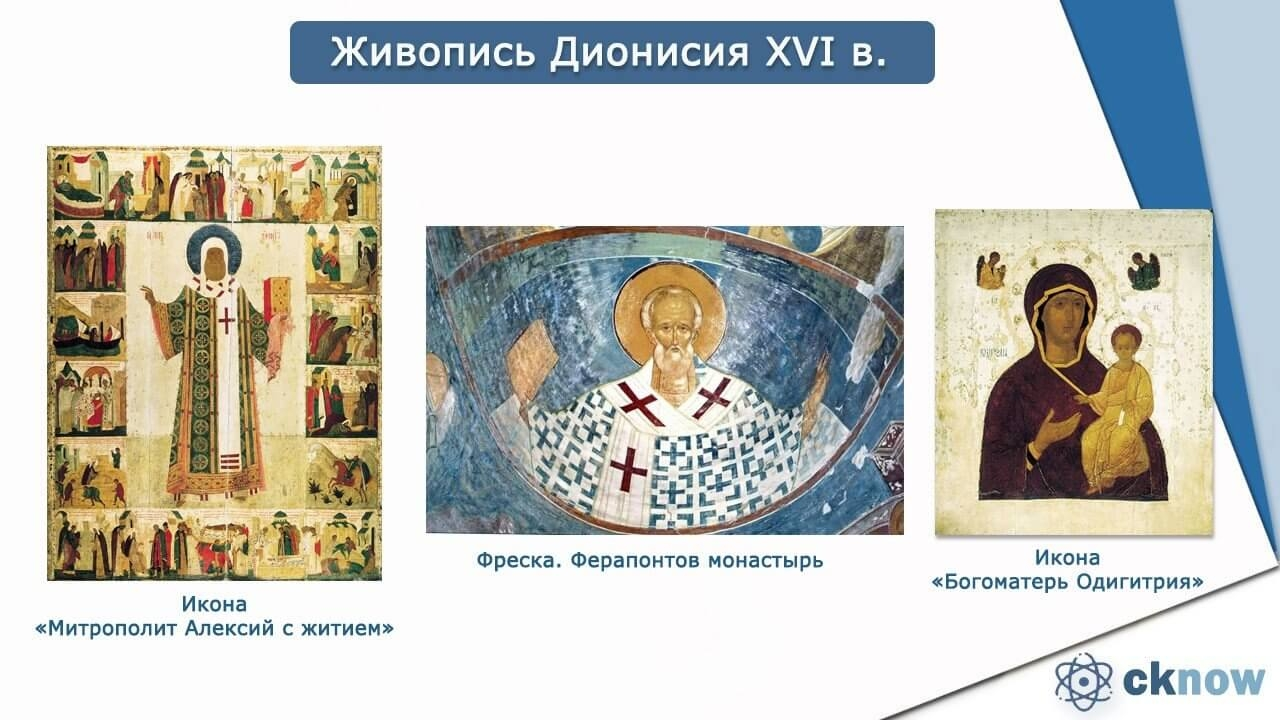 Живопись Дионисия XVI в.
Фреска. Ферапонтов монастырь
Икона
«Богоматерь Одигитрия»
Икона
«Митрополит Алексий с житием»
cknow